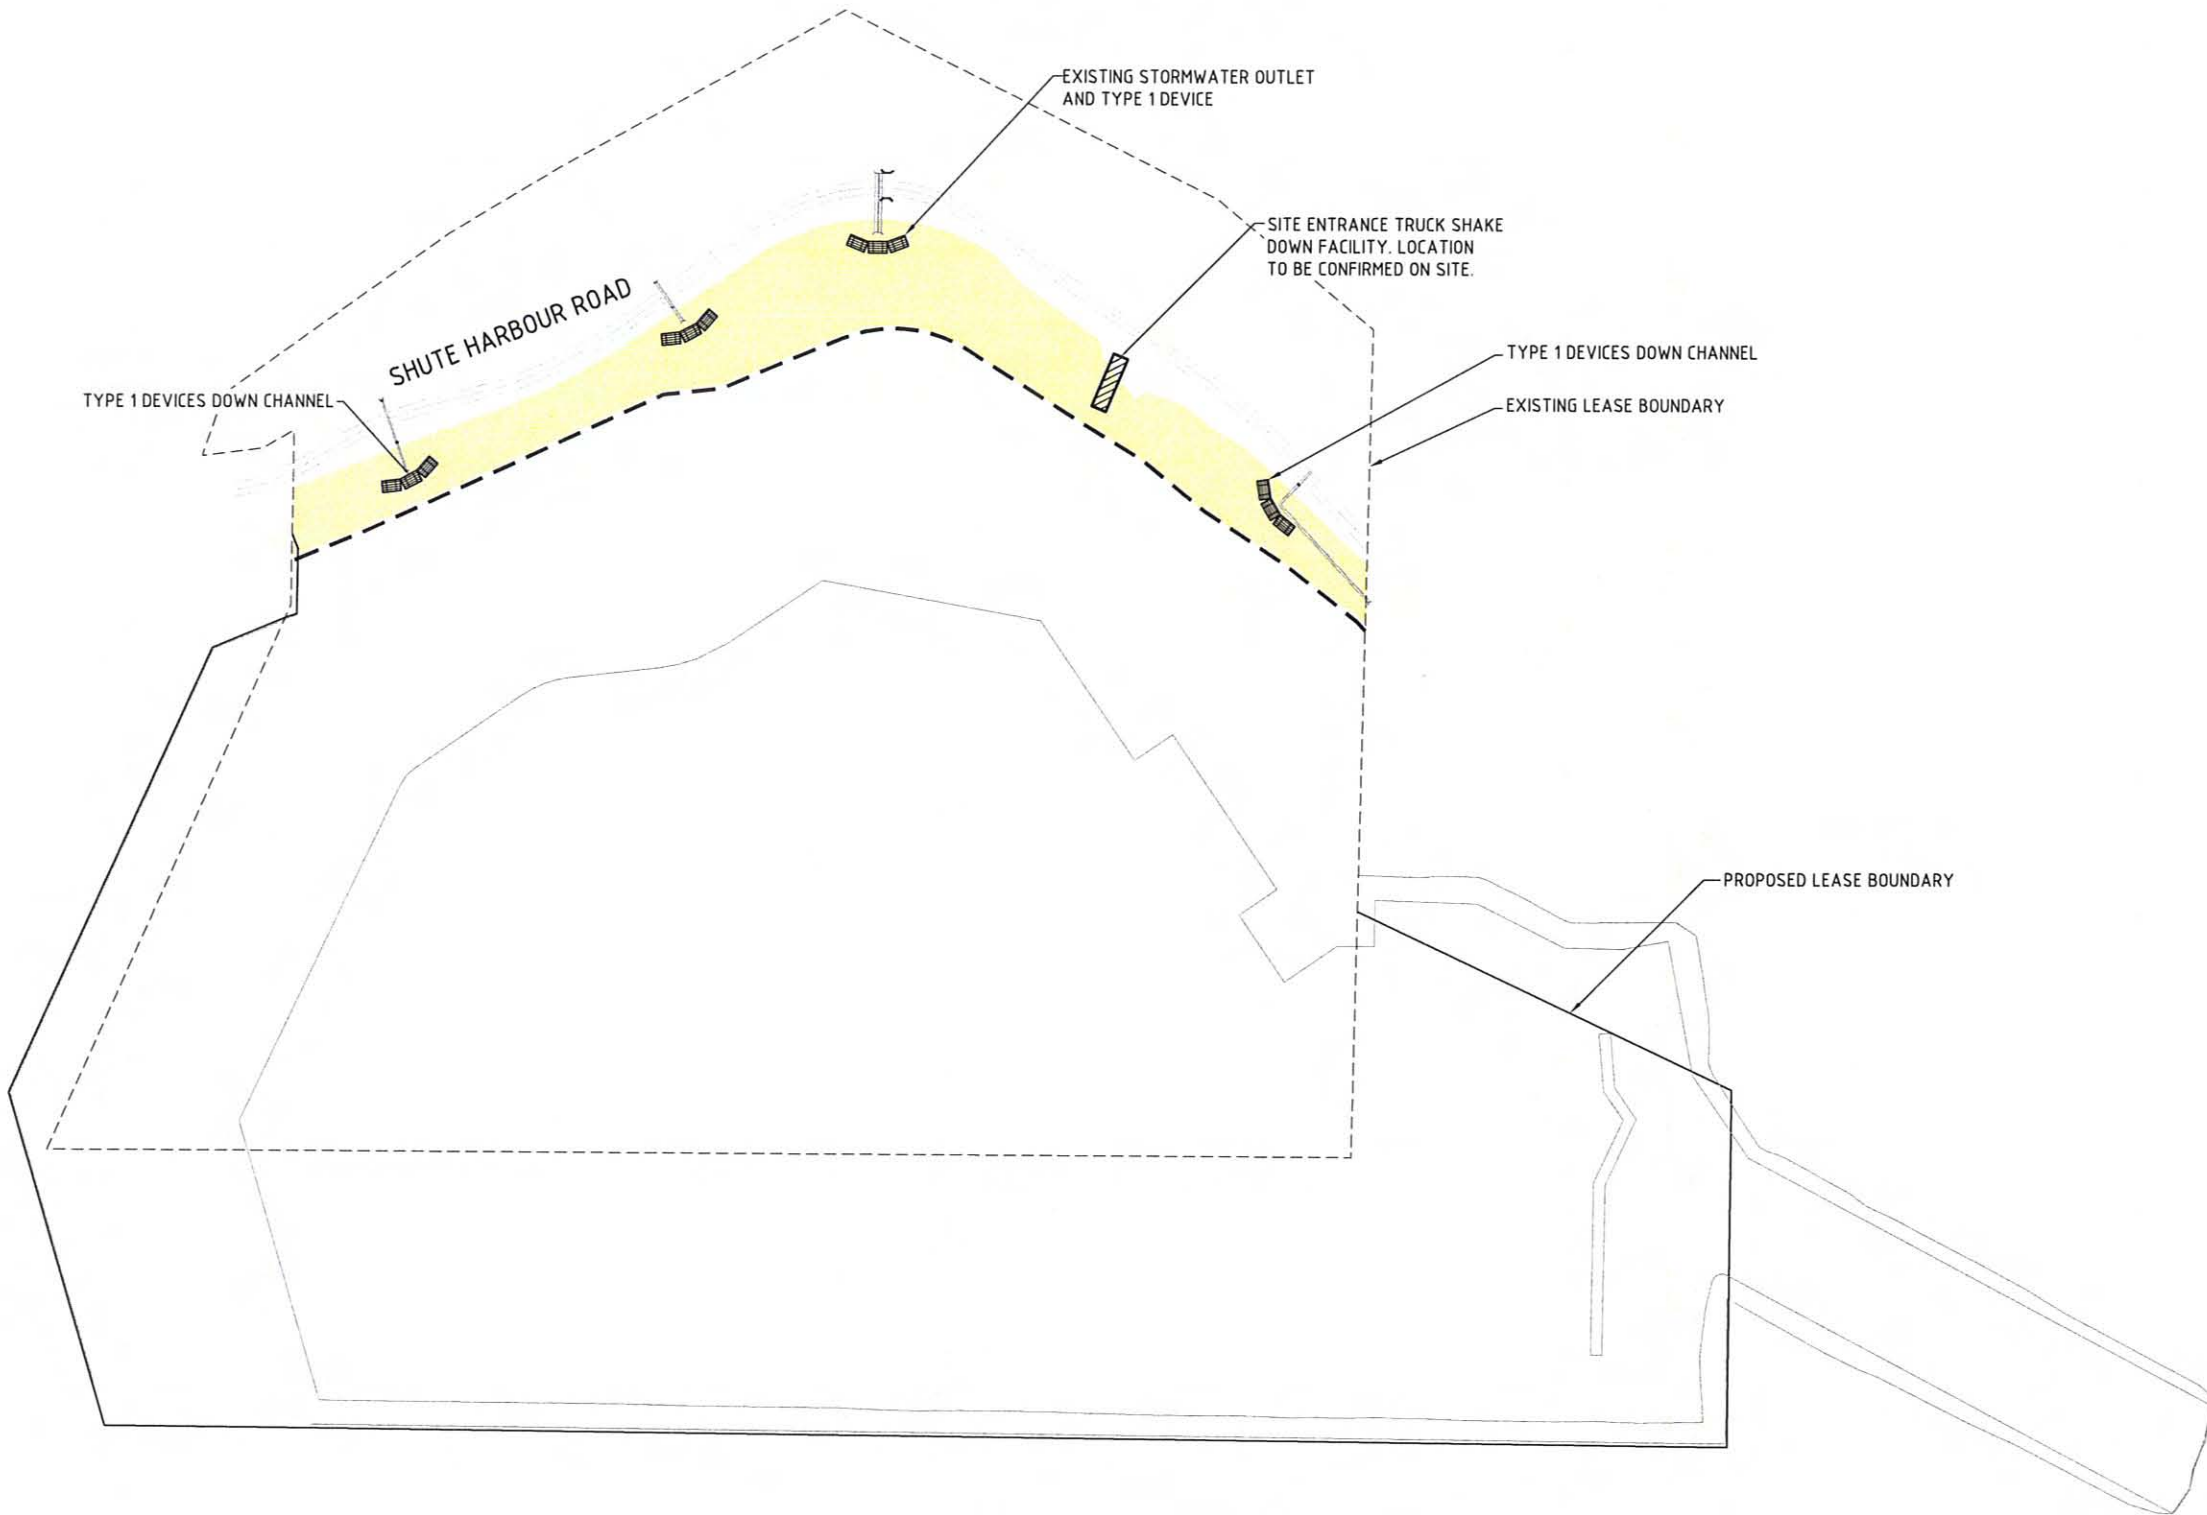 EXISTING STORMWATER OUTLET
AND TYPE 1 DEVICE
SITE ENTRANCE TRUCK SHAKE
DOWN FACILITY. LOCATION
TO BE CONFIRMED ON SITE.
SHUTE HARBOUR ROAD
TYPE 1 DEVICES DOWN CHANNEL
TYPE 1 DEVICES DOWN CHANNEL
EXISTING LEASE BOUNDARY
PROPOSED LEASE BOUNDARY